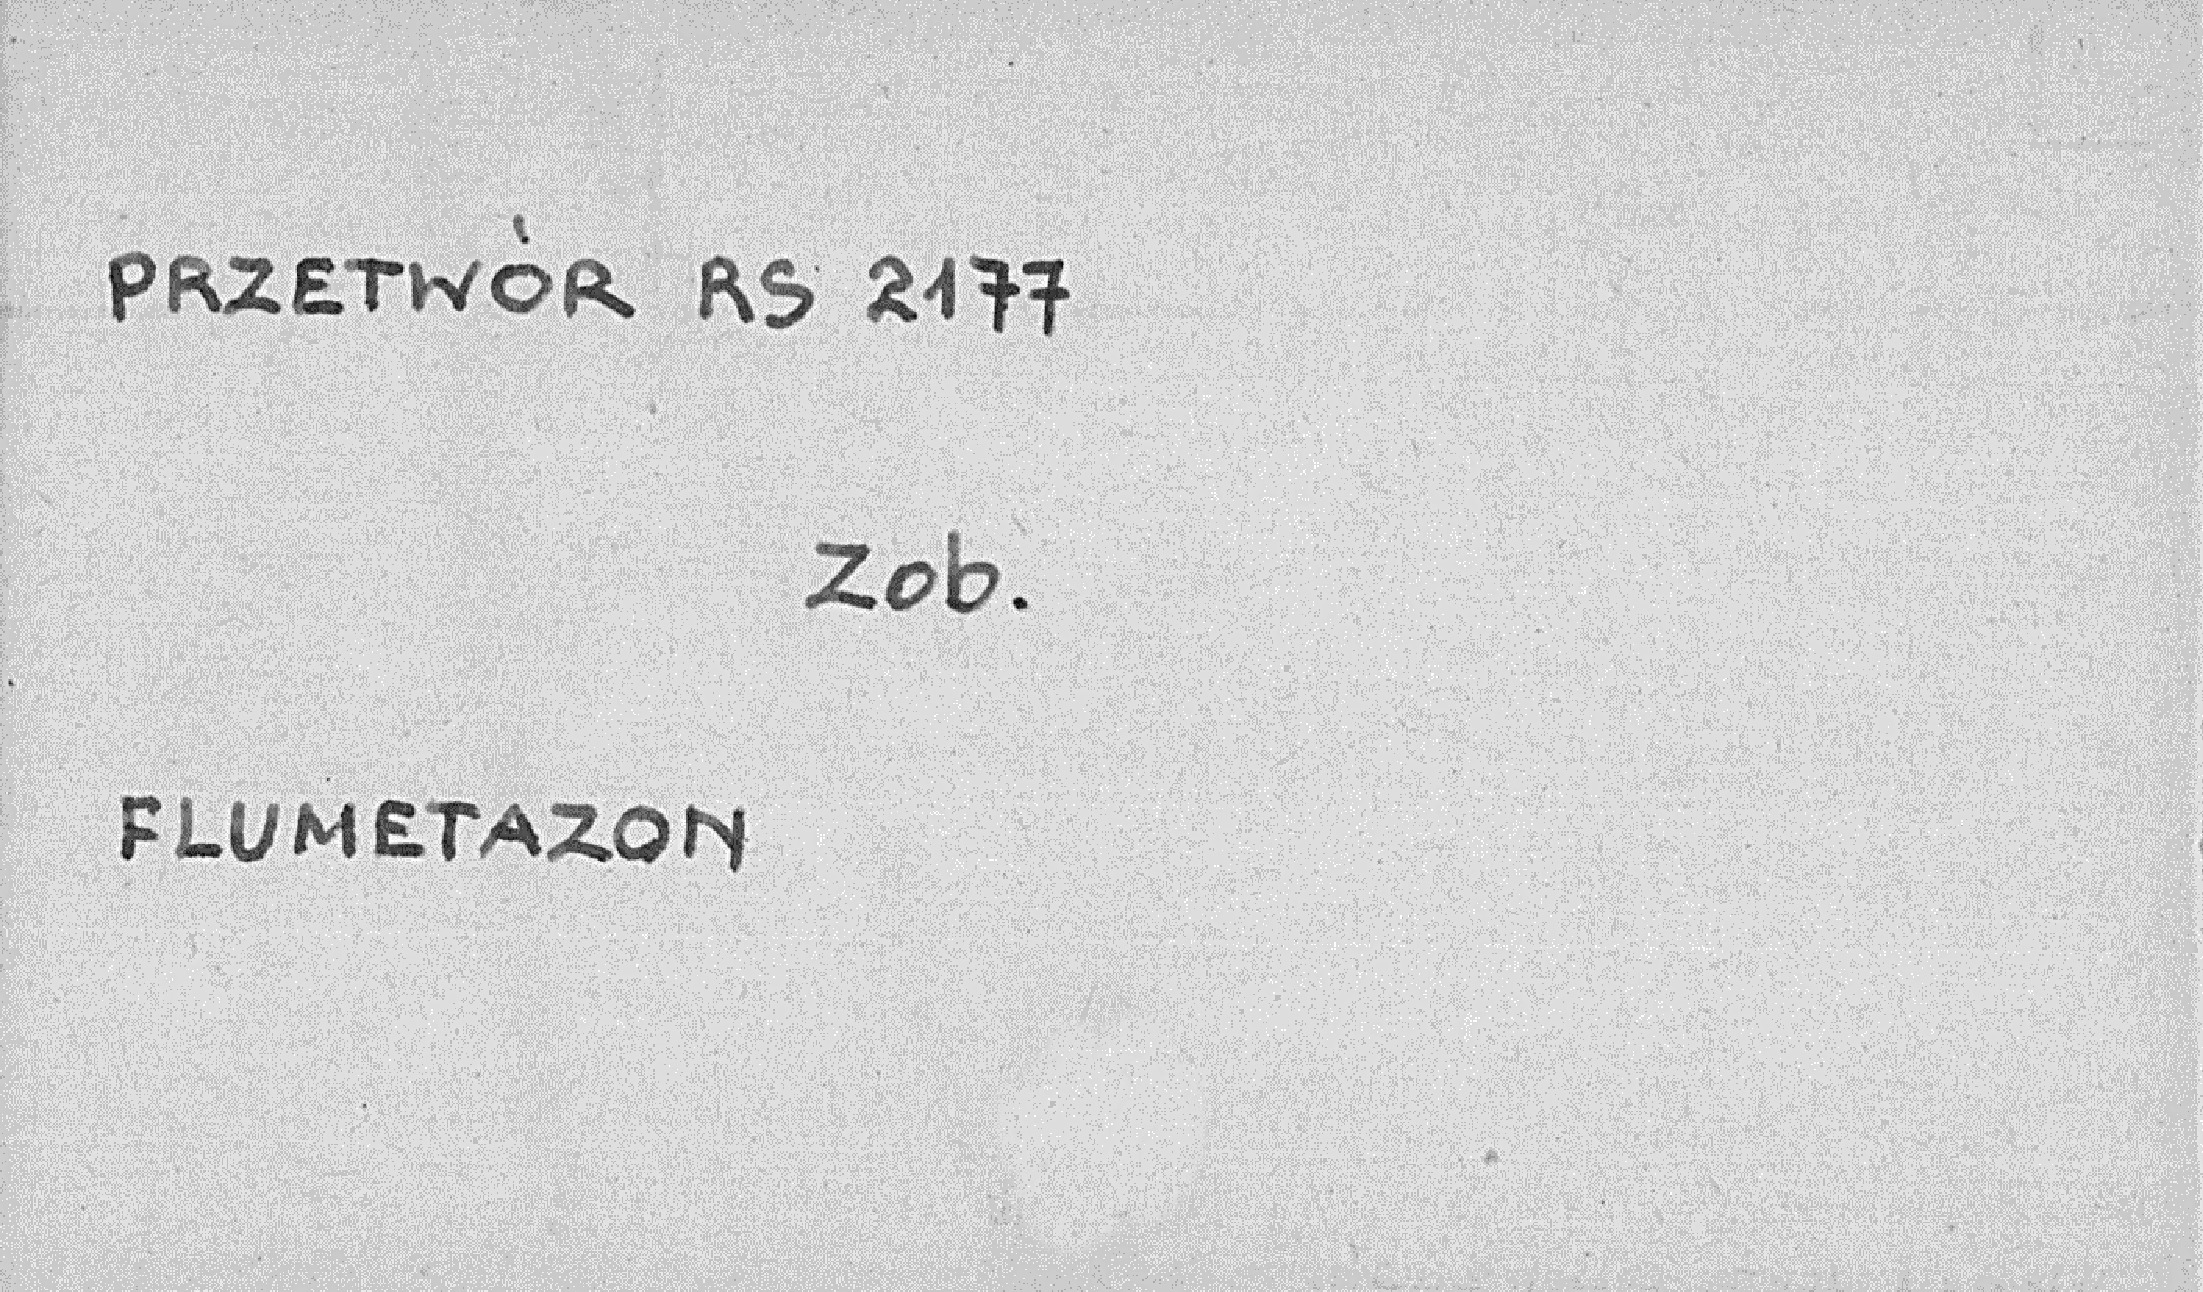 PRZETWÓR RS 2177
Zob.
FLUMETAZON